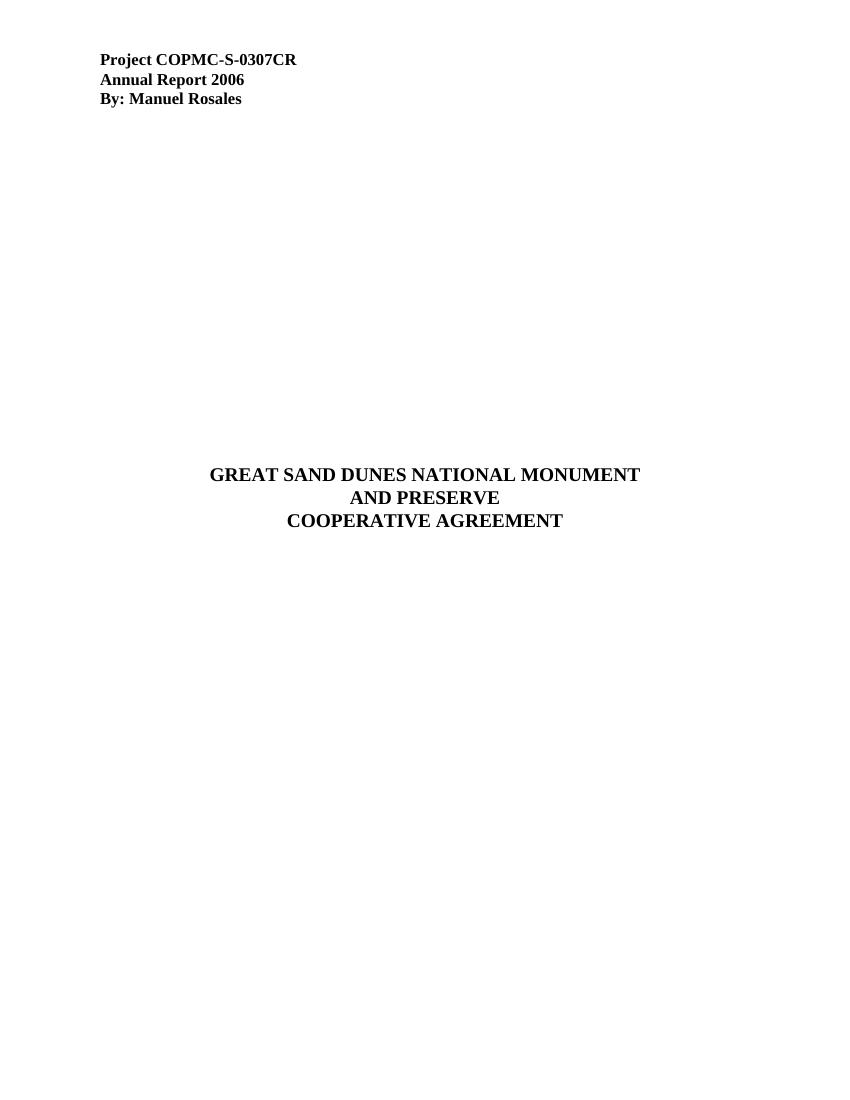 Project COPMC-S-0307CR
Annual Report 2006
By: Manuel Rosales
GREAT SAND DUNES NATIONAL MONUMENT
AND PRESERVE
COOPERATIVE AGREEMENT